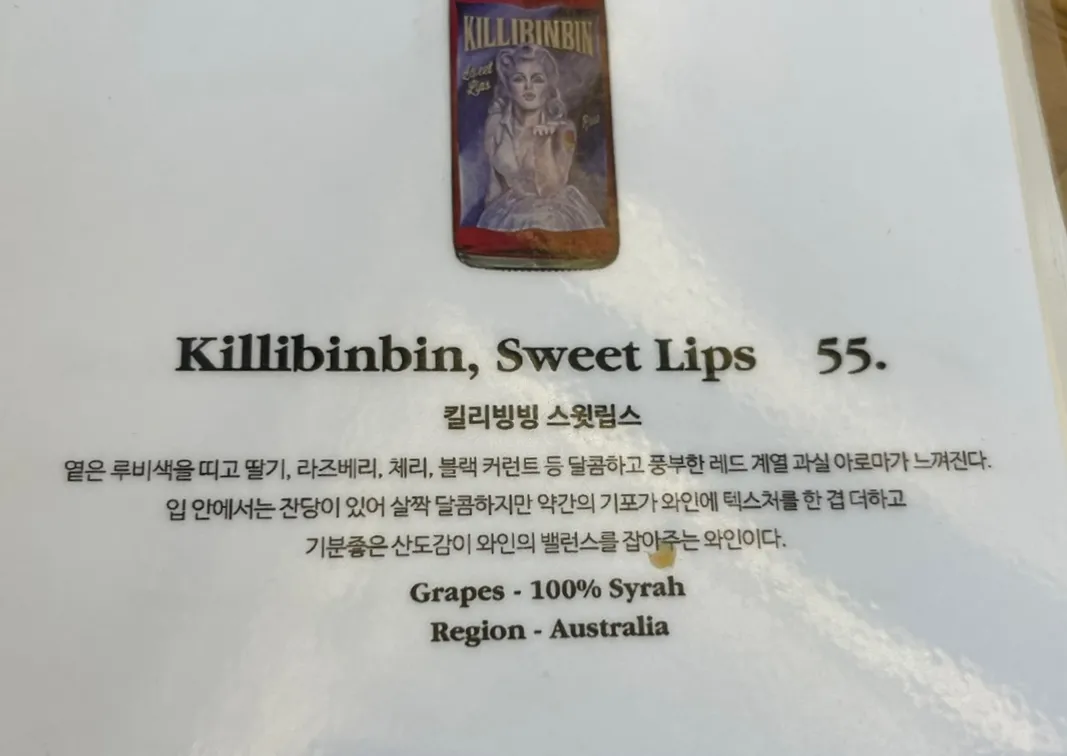 KILLIBINBIN
Sweet
Lips
Red
Killibinbin, Sweet Lips 55.
킬리빙빙 스윗립스
옅은 루비색을 띠고 딸기, 라즈베리, 체리, 블랙 커런트 등 달콤하고 풍부한 레드 계열 과실 아로마가 느껴진다.
입 안에서는 잔당이 있어 살짝 달콤하지만 약간의 기포가 와인에 텍스처를 한 겹 더하고
기분좋은 산도감이 와인의 밸런스를 잡아주는 와인이다.
Grapes - 100% Syrah
Region - Australia